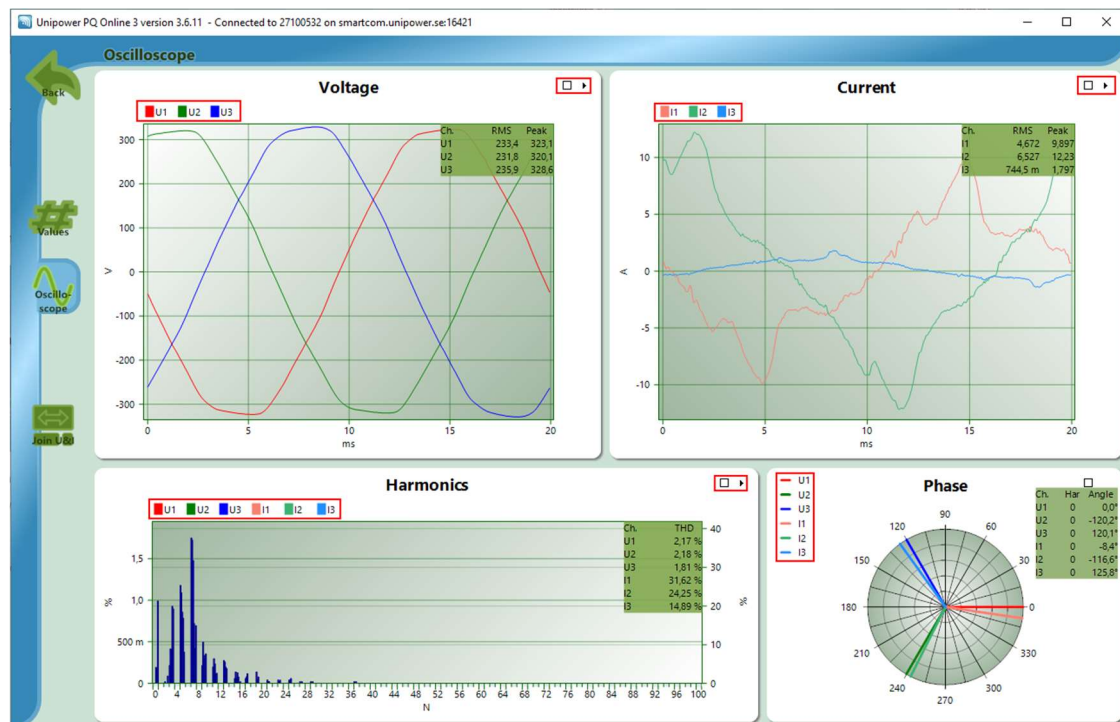 Unipower PQ Online 3 version 3.6.11 - Connected to 27100532 on smartcom.unipower.se:16421
Oscilloscope
Back
Values
Oscillo-
scope
Join U&I
Voltage
U1 U2 U3
Ch. RMS Peak
U1 233,4 323,1
U2 231,8 320,1
U3 235,9 328,6
300
200
100
0
-100
-200
-300
V
0 5 10 15 20
ms
Current
I1 I2 I3
Ch. RMS Peak
I1 4,672 9,897
I2 6,527 12,23
I3 744,5 m 1,797
10
5
0
-5
-10
A
0 5 10 15 20
ms
Harmonics
U1 U2 U3 I1 I2 I3
Ch. THD
U1 2,17 %
U2 2,18 %
U3 1,81 %
I1 31,62 %
I2 24,25 %
I3 14,89 %
1,5
1
500 m
0
%
40
30
20
10
0
%
0 4 8 12 16 20 24 28 32 36 40 44 48 52 56 60 64 68 72 76 80 84 88 92 96 100
N
Phase
U1
U2
U3
I1
I2
I3
Ch. Har Angle
U1 0 0,0°
U2 0 -120,2°
U3 0 120,1°
I1 0 -8,4°
I2 0 -116,6°
I3 0 125,8°
90
120 60
150 30
180 0
210 330
240 300
270